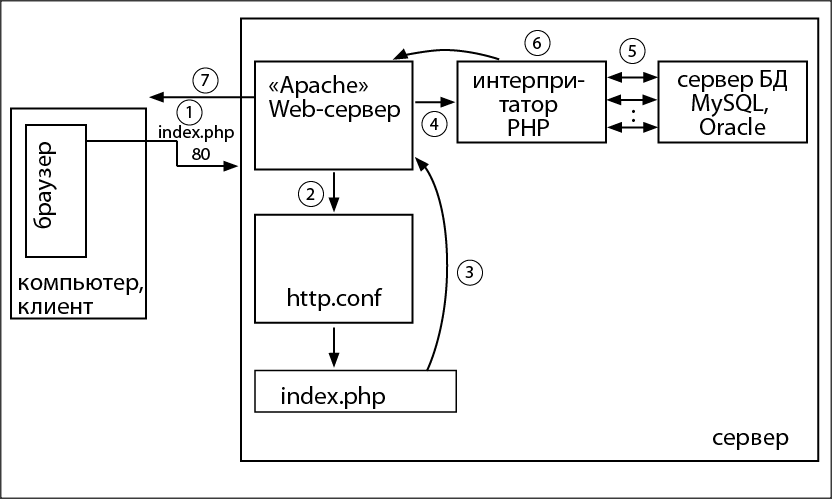 7
1
index.php
80
браузер
компьютер,
клиент
«Apache»
Web-сервер
6
4
интерпри-
татор
PHP
5
:
сервер БД
MySQL,
Oracle
2
http.conf
3
index.php
сервер